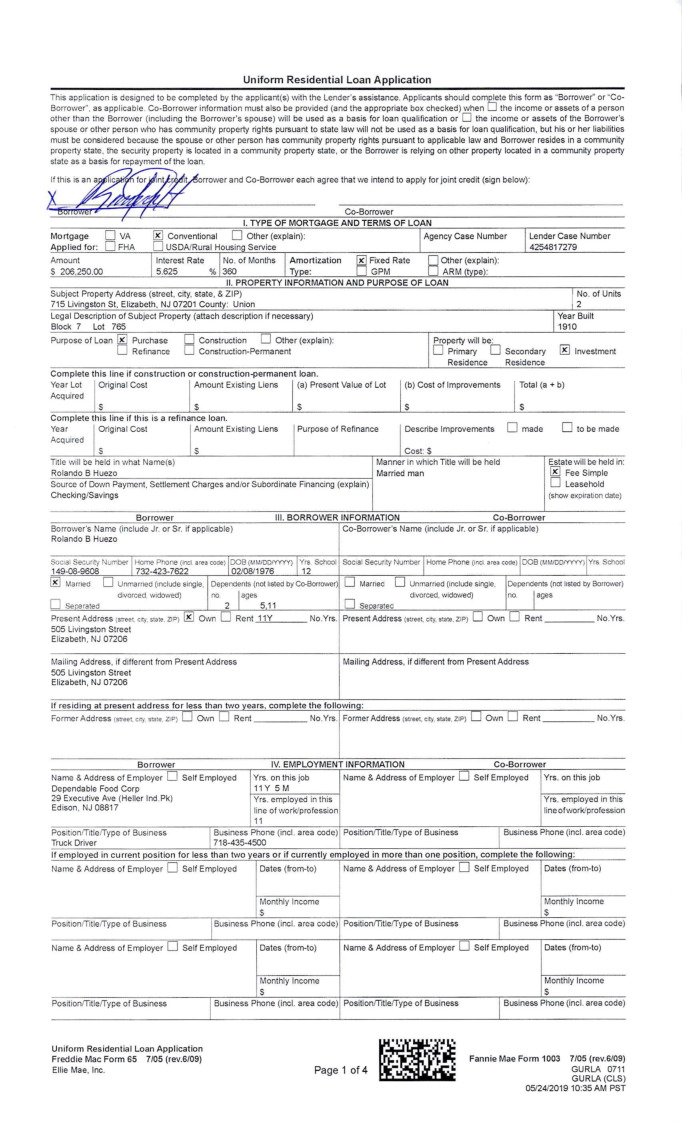 Uniform Residential Loan Application
This application is designed to be completed by the applicant(s) with the Lender's assistance. Applicants should complete this form as "Borrower" or "Co-
Borrower", as applicable. Co-Borrower information must also be provided (and the appropriate box checked) when ☐ the income or assets of a person
other than the Borrower (including the Borrower's spouse) will be used as a basis for loan qualification or ☐ the income or assets of the Borrower's
spouse or other person who has community property rights pursuant to state law will not be used as a basis for loan qualification, but his or her liabilities
must be considered because the spouse or other person has community property rights pursuant to applicable law and Borrower resides in a community
property state, the security property is located in a community property state, or the Borrower is relying on other property located in a community property
state as a basis for repayment of the loan.
If this is an application for joint credit, Borrower and Co-Borrower each agree that we intend to apply for joint credit (sign below):
X
Borrower Co-Borrower
I. TYPE OF MORTGAGE AND TERMS OF LOAN
Mortgage ☐ VA ☒ Conventional ☐ Other (explain): Agency Case Number Lender Case Number
Applied for: ☐ FHA ☐ USDA/Rural Housing Service 4254817279
Amount Interest Rate No. of Months Amortization ☒ Fixed Rate ☐ Other (explain):
$ 206,250.00 5.625 % 360 Type: ☐ GPM ☐ ARM (type):
II. PROPERTY INFORMATION AND PURPOSE OF LOAN
Subject Property Address (street, city, state, & ZIP) No. of Units
715 Livingston St, Elizabeth, NJ 07201 County: Union 2
Legal Description of Subject Property (attach description if necessary) Year Built
Block 7 Lot 765 1910
Purpose of Loan ☒ Purchase ☐ Construction ☐ Other (explain): Property will be:
☐ Refinance ☐ Construction-Permanent ☐ Primary ☐ Secondary ☒ Investment
Residence Residence
Complete this line if construction or construction-permanent loan.
Year Lot Original Cost Amount Existing Liens (a) Present Value of Lot (b) Cost of Improvements Total (a + b)
Acquired
$ $ $ $ $
Complete this line if this is a refinance loan.
Year Original Cost Amount Existing Liens Purpose of Refinance Describe Improvements ☐ made ☐ to be made
Acquired
$ $ Cost: $
Title will be held in what Name(s) Manner in which Title will be held Estate will be held in:
Rolando B Huezo Married man ☒ Fee Simple
Source of Down Payment, Settlement Charges and/or Subordinate Financing (explain) ☐ Leasehold
Checking/Savings (show expiration date)
Borrower III. BORROWER INFORMATION Co-Borrower
Borrower's Name (include Jr. or Sr. if applicable) Co-Borrower's Name (include Jr. or Sr. if applicable)
Rolando B Huezo
Social Security Number Home Phone (incl. area code) DOB (MM/DD/YYYY) Yrs. School Social Security Number Home Phone (incl. area code) DOB (MM/DD/YYYY) Yrs. School
149-08-9608 732-423-7622 02/08/1976 12
☒ Married ☐ Unmarried (include single, Dependents (not listed by Co-Borrower) ☐ Married ☐ Unmarried (include single, Dependents (not listed by Borrower)
divorced, widowed) no. ages divorced, widowed) no. ages
☐ Separated 2 5,11 ☐ Separated
Present Address (street, city, state, ZIP) ☒ Own ☐ Rent 11Y No.Yrs. Present Address (street, city, state, ZIP) ☐ Own ☐ Rent No.Yrs.
505 Livingston Street
Elizabeth, NJ 07206
Mailing Address, if different from Present Address Mailing Address, if different from Present Address
505 Livingston Street
Elizabeth, NJ 07206
If residing at present address for less than two years, complete the following:
Former Address (street, city, state, ZIP) ☐ Own ☐ Rent No.Yrs. Former Address (street, city, state, ZIP) ☐ Own ☐ Rent No.Yrs.
Borrower IV. EMPLOYMENT INFORMATION Co-Borrower
Name & Address of Employer ☐ Self Employed Yrs. on this job Name & Address of Employer ☐ Self Employed Yrs. on this job
Dependable Food Corp 11 Y 5 M
29 Executive Ave (Heller Ind.Pk) Yrs. employed in this Yrs. employed in this
Edison, NJ 08817 line of work/profession line of work/profession
11
Position/Title/Type of Business Business Phone (incl. area code) Position/Title/Type of Business Business Phone (incl. area code)
Truck Driver 718-435-4500
If employed in current position for less than two years or if currently employed in more than one position, complete the following:
Name & Address of Employer ☐ Self Employed Dates (from-to) Name & Address of Employer ☐ Self Employed Dates (from-to)
Monthly Income Monthly Income
$ $
Position/Title/Type of Business Business Phone (incl. area code) Position/Title/Type of Business Business Phone (incl. area code)
Name & Address of Employer ☐ Self Employed Dates (from-to) Name & Address of Employer ☐ Self Employed Dates (from-to)
Monthly Income Monthly Income
$ $
Position/Title/Type of Business Business Phone (incl. area code) Position/Title/Type of Business Business Phone (incl. area code)
Uniform Residential Loan Application
Freddie Mac Form 65 7/05 (rev.6/09) Fannie Mae Form 1003 7/05 (rev.6/09)
Ellie Mae, Inc. Page 1 of 4 GURLA 0711
GURLA (CLS)
05/24/2019 10:35 AM PST